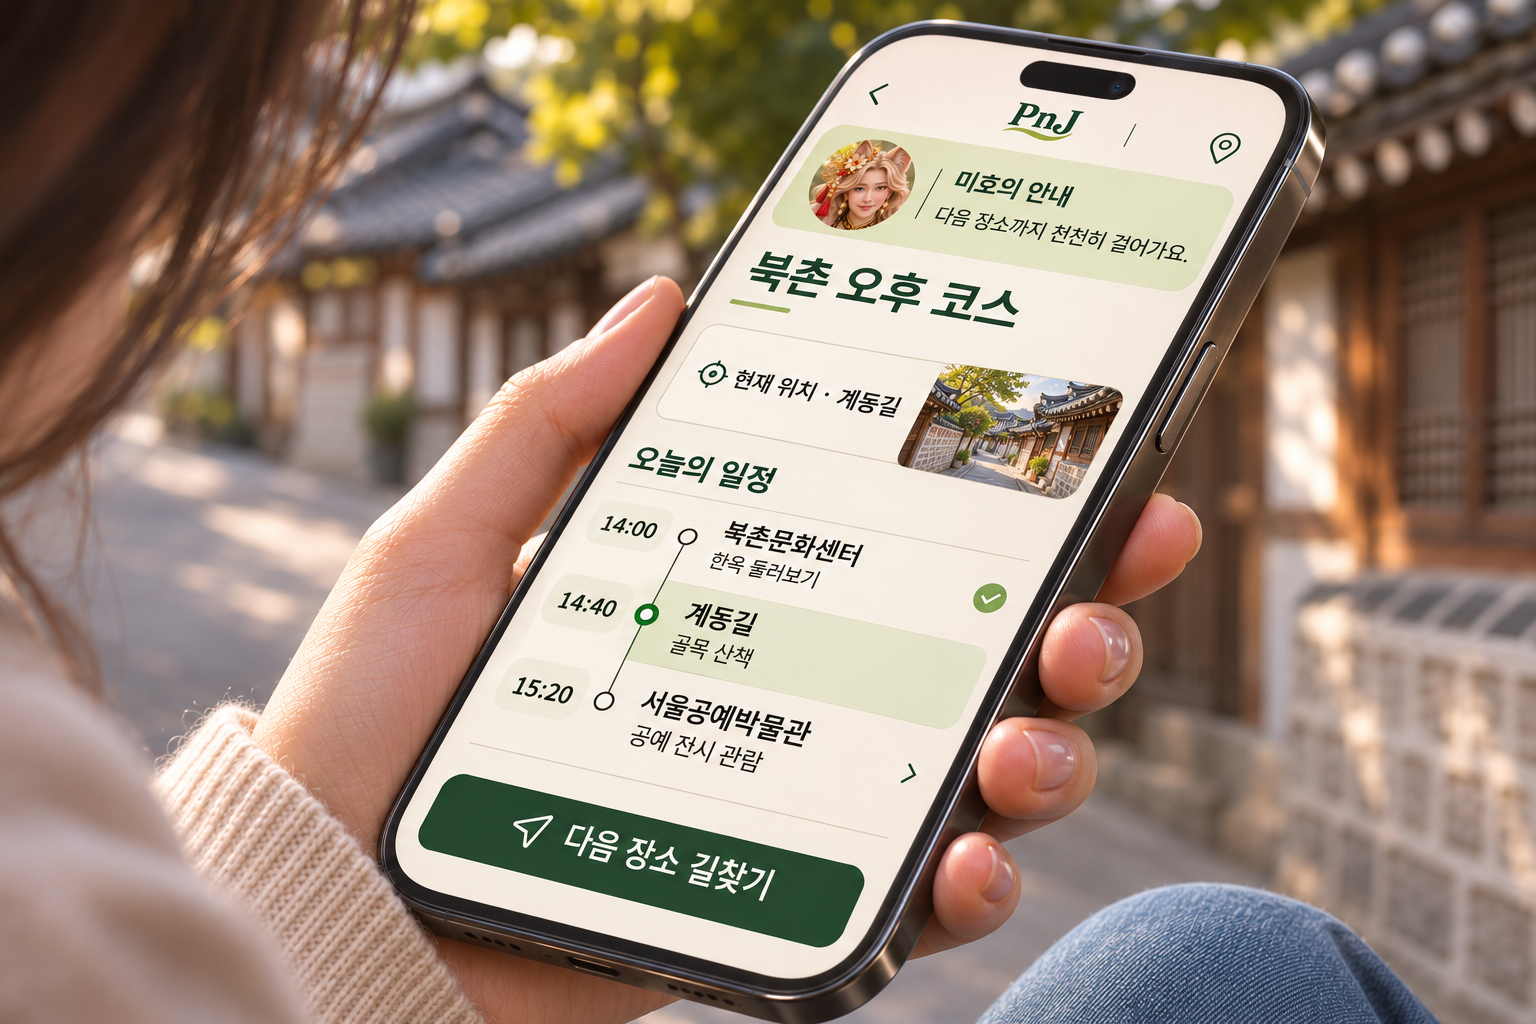 PnJ
미호의 안내
다음 장소까지 천천히 걸어가요.
북촌 오후 코스
현재 위치 · 계동길
오늘의 일정
14:00
북촌문화센터
한옥 둘러보기
14:40
계동길
골목 산책
15:20
서울공예박물관
공예 전시 관람
다음 장소 길찾기